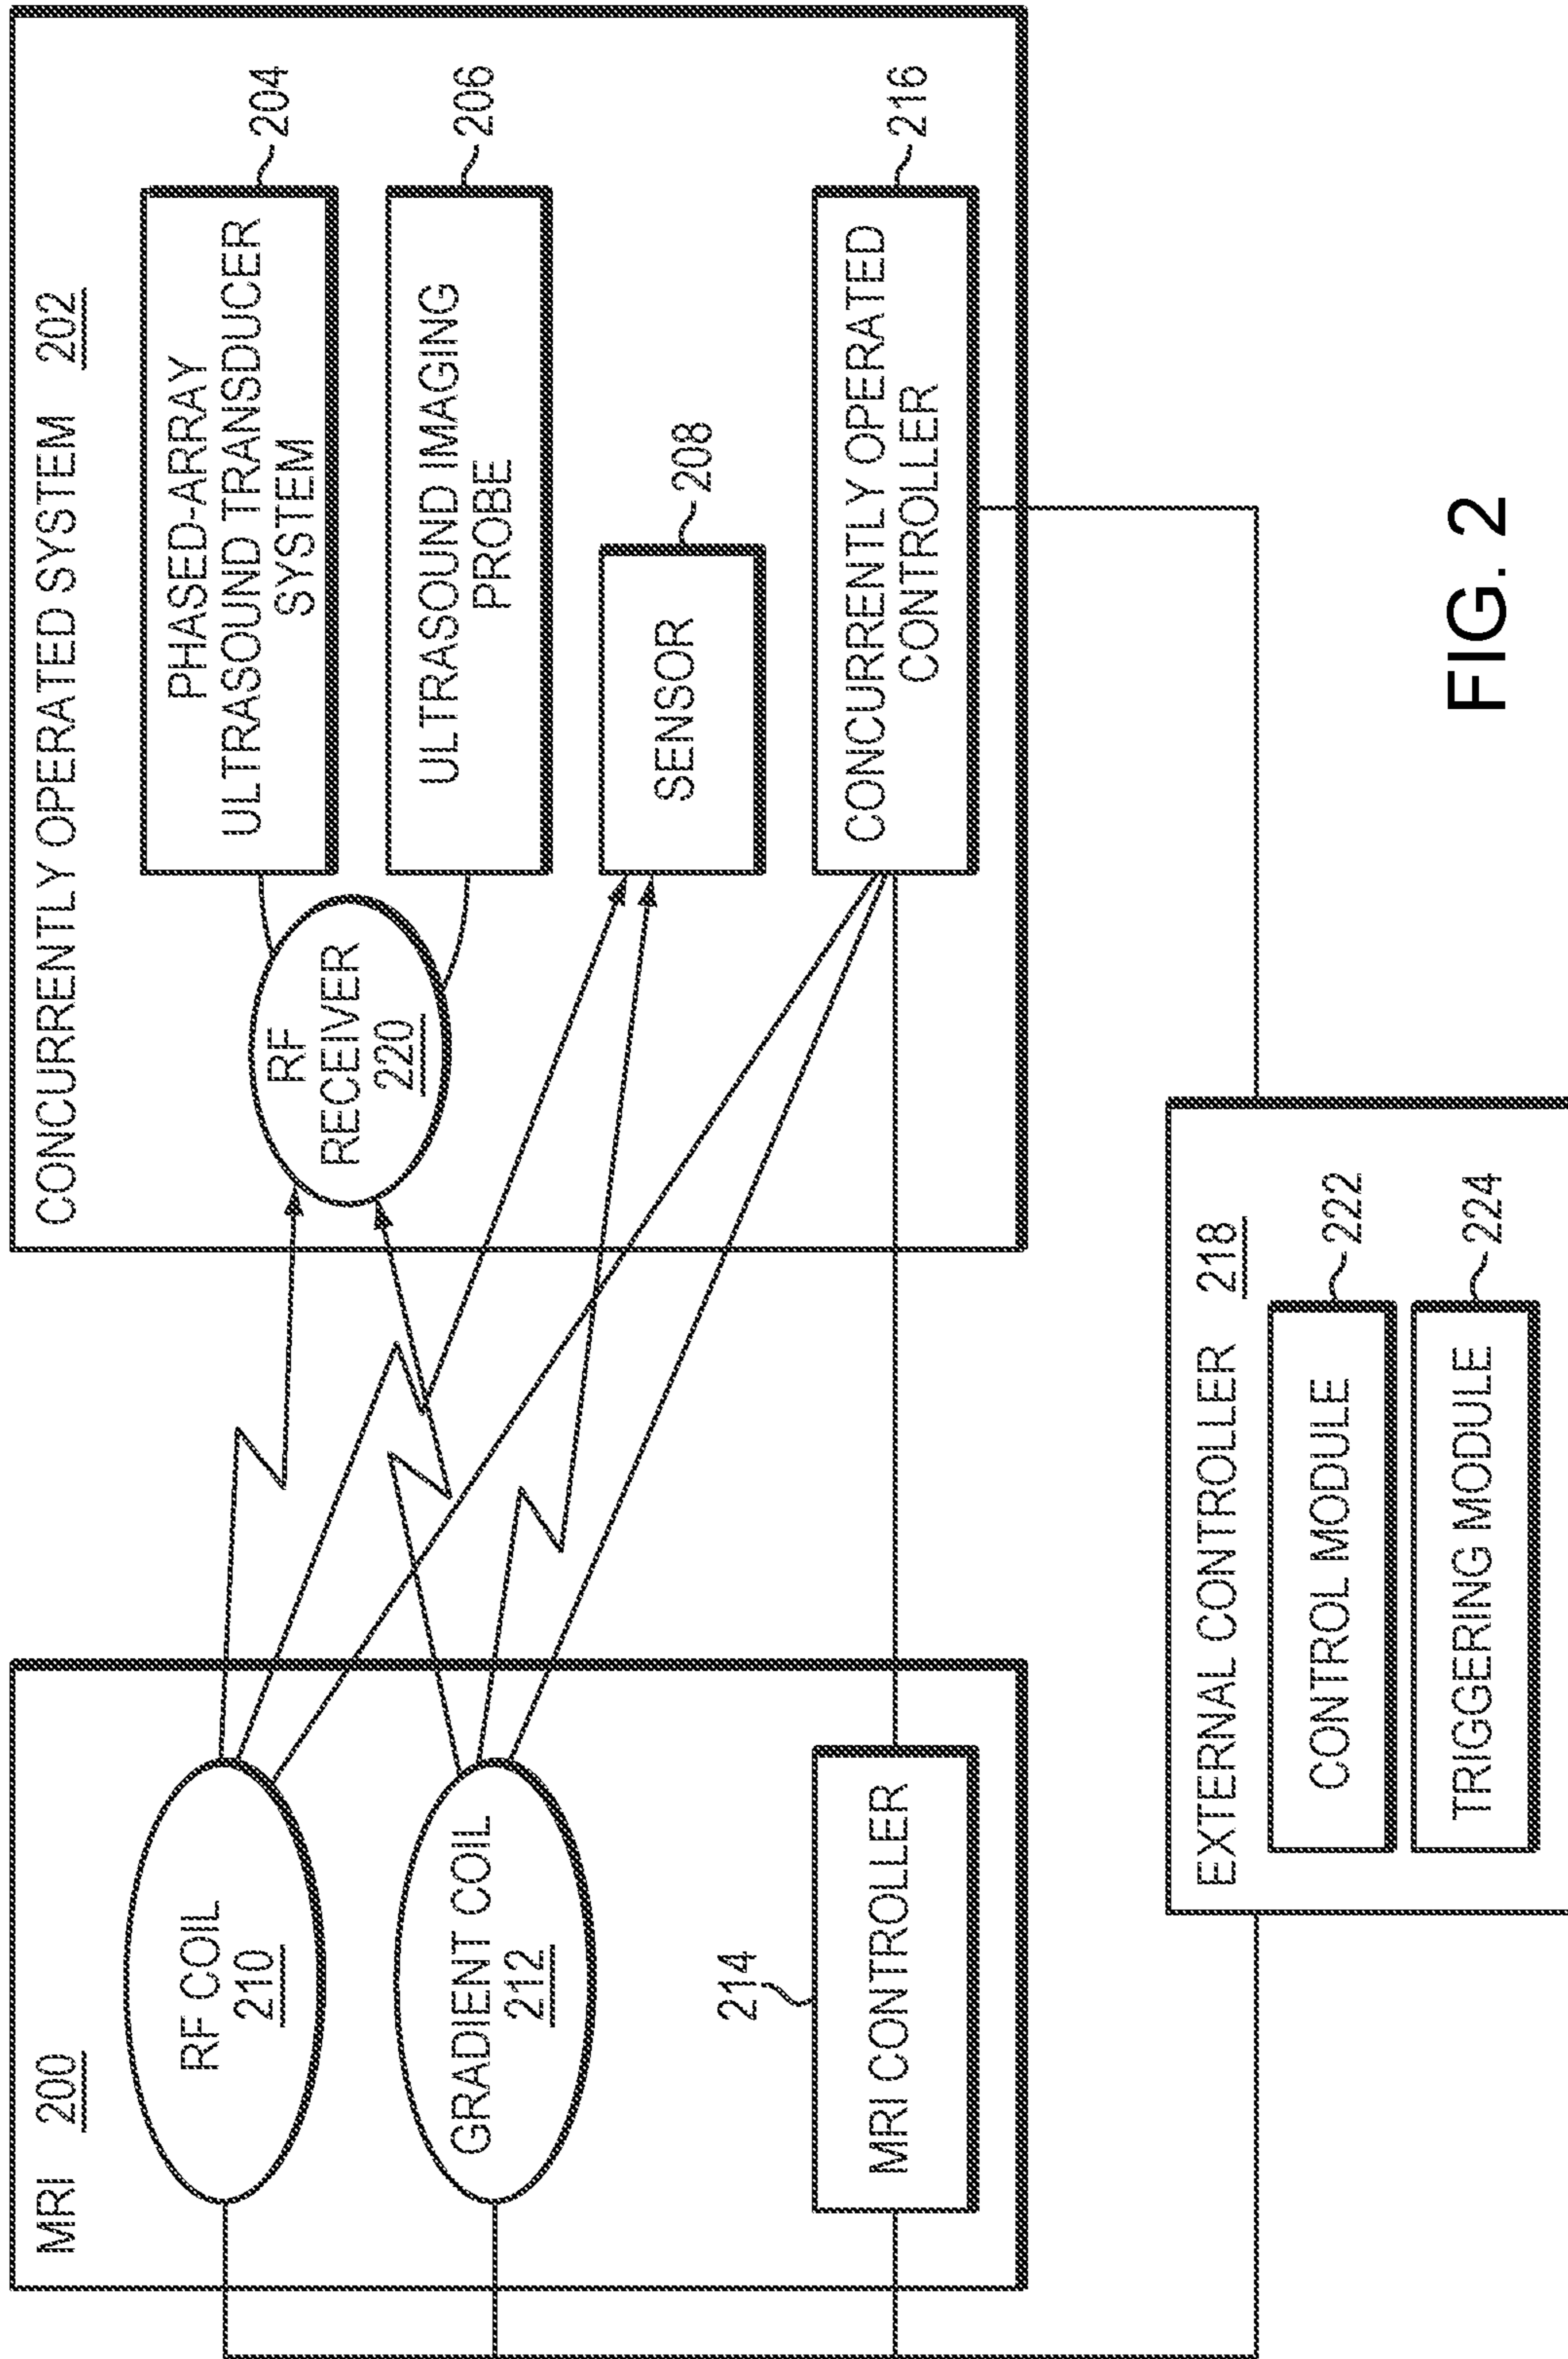 MRI 200
RF COIL
210
GRADIENT COIL
212
214
MRI CONTROLLER
CONCURRENTLY OPERATED SYSTEM 202
PHASED-ARRAY
ULTRASOUND TRANSDUCER
SYSTEM
204
RF
RECEIVER
220
ULTRASOUND IMAGING
PROBE
206
SENSOR
208
CONCURRENTLY OPERATED
CONTROLLER
216
EXTERNAL CONTROLLER 218
CONTROL MODULE
222
TRIGGERING MODULE
224
FIG. 2